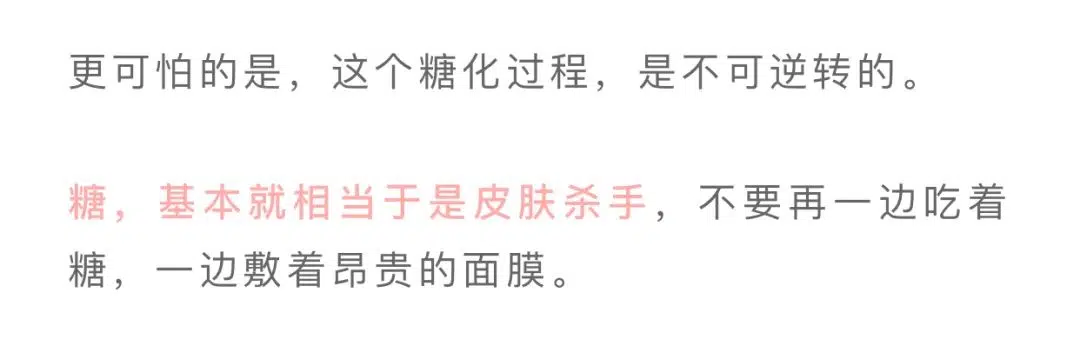 更可怕的是，这个糖化过程，是不可逆转的。
糖，基本就相当于是皮肤杀手，不要再一边吃着
糖，一边敷着昂贵的面膜。